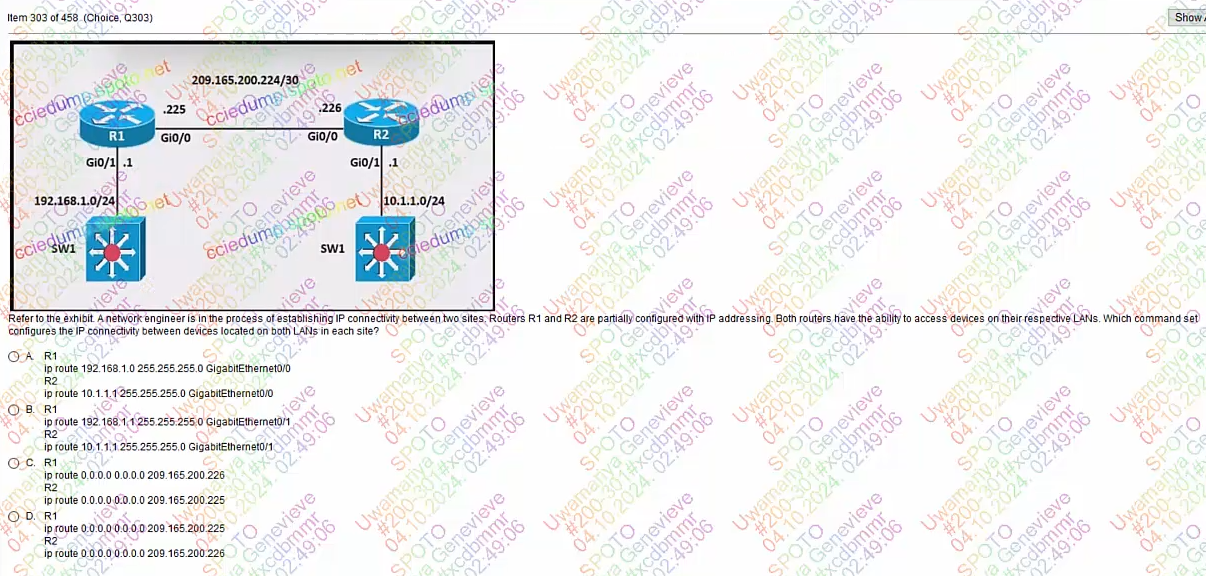 Item 303 of 458 (Choice, Q303)
Show
209.165.200.224/30
.225
.226
R1
Gi0/0
Gi0/0
R2
Gi0/1
.1
Gi0/1
.1
192.168.1.0/24
10.1.1.0/24
SW1
SW1
Refer to the exhibit. A network engineer is in the process of establishing IP connectivity between two sites. Routers R1 and R2 are partially configured with IP addressing. Both routers have the ability to access devices on their respective LANs. Which command set
configures the IP connectivity between devices located on both LANs in each site?
A. R1
ip route 192.168.1.0 255.255.255.0 GigabitEthernet0/0
R2
ip route 10.1.1.1 255.255.255.0 GigabitEthernet0/0
B. R1
ip route 192.168.1.1 255.255.255.0 GigabitEthernet0/1
R2
ip route 10.1.1.1 255.255.255.0 GigabitEthernet0/1
C. R1
ip route 0.0.0.0 0.0.0.0 209.165.200.226
R2
ip route 0.0.0.0 0.0.0.0 209.165.200.225
D. R1
ip route 0.0.0.0 0.0.0.0 209.165.200.225
R2
ip route 0.0.0.0 0.0.0.0 209.165.200.226